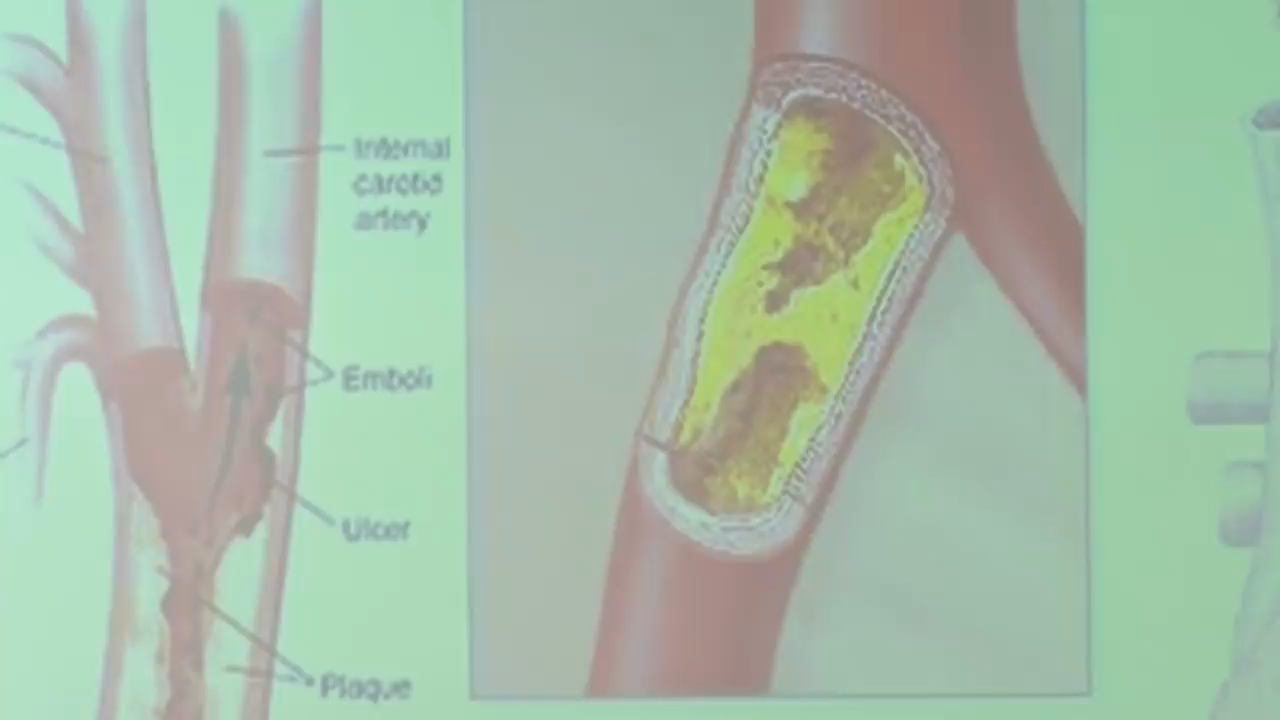 Internal
carotid
artery
Emboli
Ulcer
Plaque